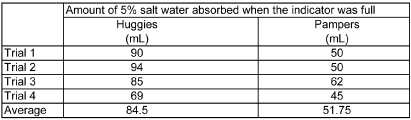 Amount of 5% salt water absorbed when the indicator was full
Huggies Pampers
(mL) (mL)
Trial 1 90 50
Trial 2 94 50
Trial 3 85 62
Trial 4 69 45
Average 84.5 51.75